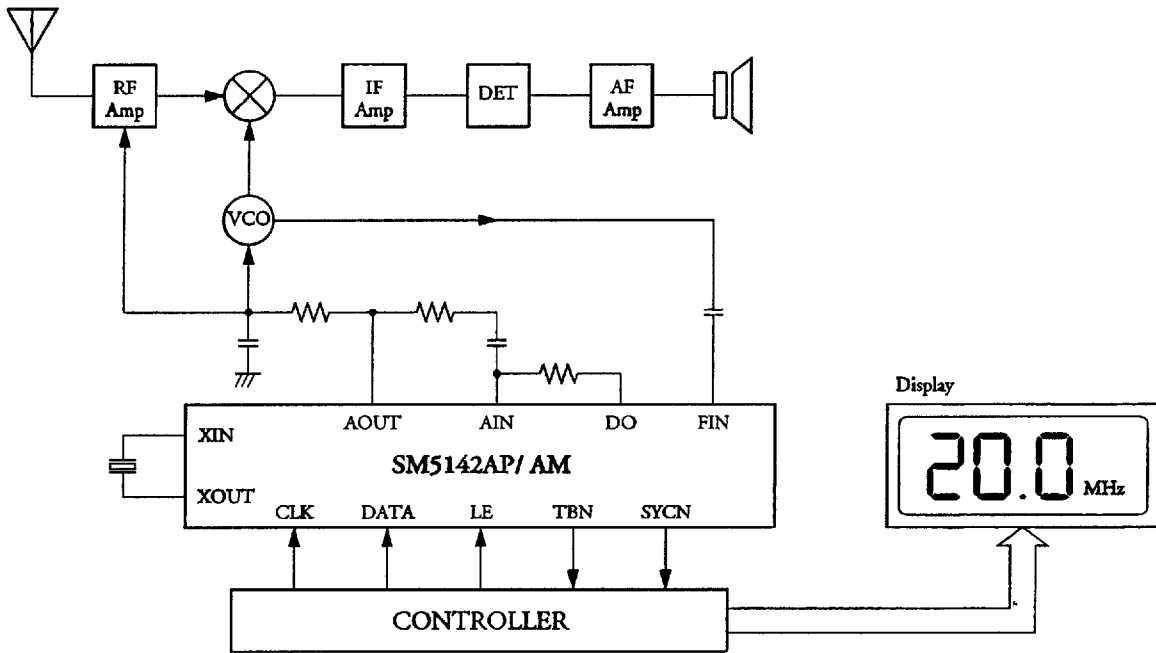 RF
Amp
IF
Amp
DET
AF
Amp
VCO
Display
20.0 MHz
AOUT AIN DO FIN
XIN
SM5142AP/ AM
XOUT
CLK DATA LE TBN SYCN
CONTROLLER